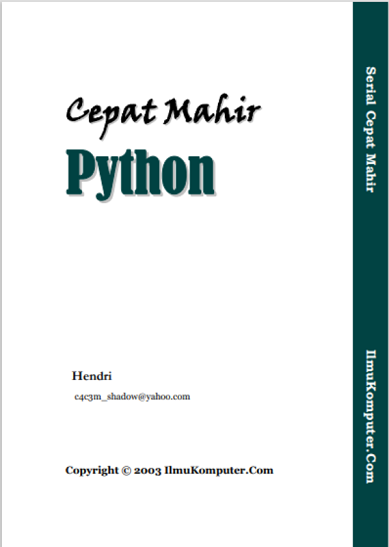 Cepat Mahir
Python
Hendri
c4c3m_shadow@yahoo.com
Copyright © 2003 IlmuKomputer.Com
Serial Cepat Mahir
IlmuKomputer.Com